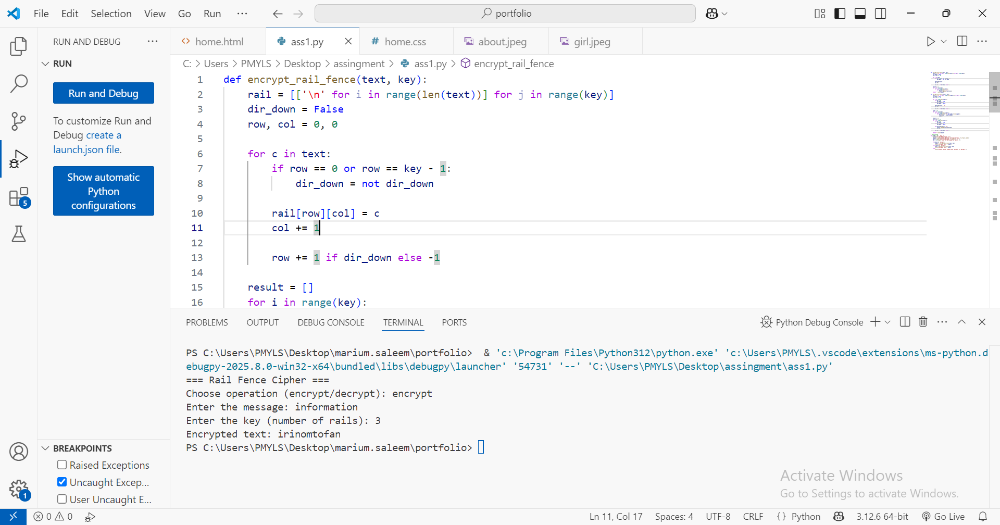 File Edit Selection View Go Run ··· portfolio
RUN AND DEBUG ···
home.html ass1.py home.css about.jpeg girl.jpeg
RUN
Run and Debug
To customize Run and
Debug create a
launch.json file.
Show automatic
Python
configurations
5
C: > Users > PMYLS > Desktop > assingment > ass1.py > encrypt_rail_fence
1 def encrypt_rail_fence(text, key):
2 rail = [['\n' for i in range(len(text))] for j in range(key)]
3 dir_down = False
4 row, col = 0, 0
5
6 for c in text:
7 if row == 0 or row == key - 1:
8 dir_down = not dir_down
9
10 rail[row][col] = c
11 col += 1
12
13 row += 1 if dir_down else -1
14
15 result = []
16 for i in range(key):
PROBLEMS OUTPUT DEBUG CONSOLE TERMINAL PORTS Python Debug Console
PS C:\Users\PMYLS\Desktop\marium.saleem\portfolio> & 'c:\Program Files\Python312\python.exe' 'c:\Users\PMYLS\.vscode\extensions\ms-python.d
ebugpy-2025.8.0-win32-x64\bundled\libs\debugpy\launcher' '54731' '--' 'C:\Users\PMYLS\Desktop\assingment\ass1.py'
=== Rail Fence Cipher ===
Choose operation (encrypt/decrypt): encrypt
Enter the message: information
Enter the key (number of rails): 3
Encrypted text: irinomtofan
PS C:\Users\PMYLS\Desktop\marium.saleem\portfolio>
BREAKPOINTS
Raised Exceptions
Uncaught Excep...
User Uncaught E...
1
Activate Windows
Go to Settings to activate Windows.
0 0 Ln 11, Col 17 Spaces: 4 UTF-8 CRLF {} Python 3.12.6 64-bit Go Live